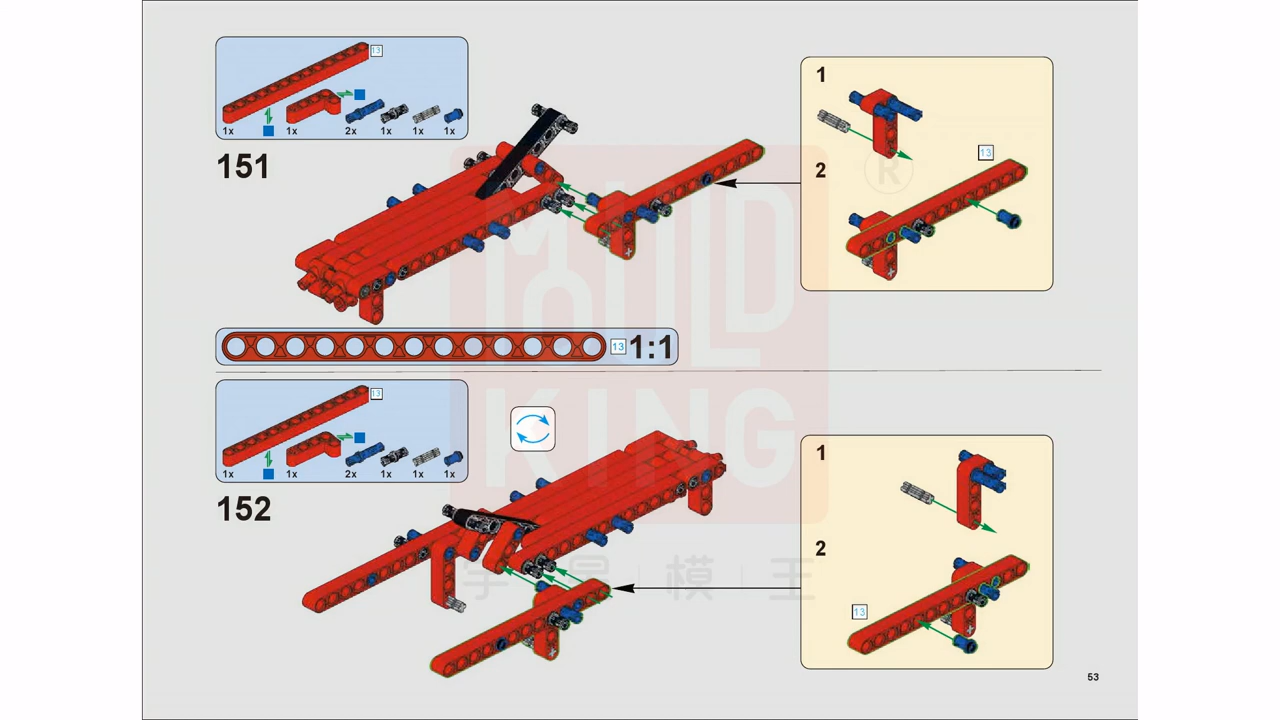 13
1x 1x 2x 1x 1x 1x
151
1
2
13
13 1:1
13
1x 1x 2x 1x 1x 1x
152
1
2
13
MOULD
KING
®
宇 | 星 | 模 | 王
53